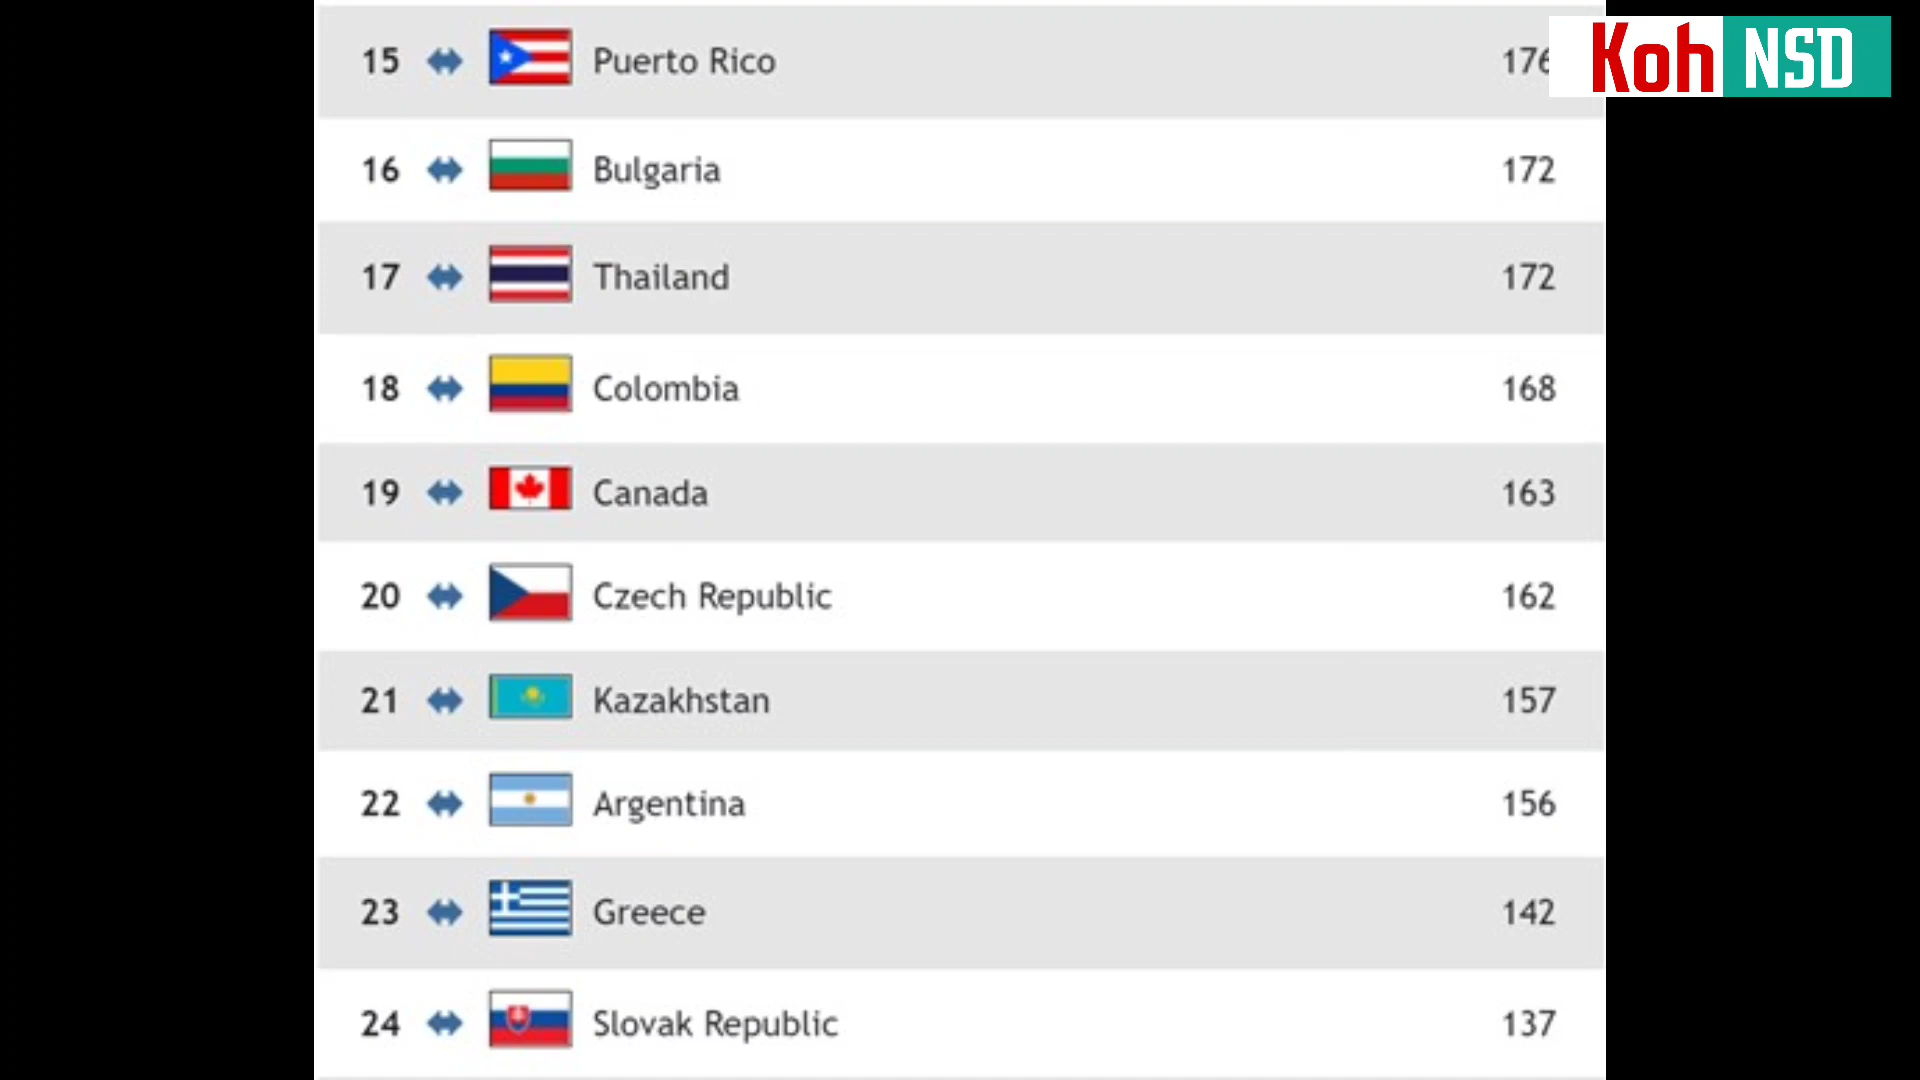 15 Puerto Rico 176
Koh NSD
16 Bulgaria 172
17 Thailand 172
18 Colombia 168
19 Canada 163
20 Czech Republic 162
21 Kazakhstan 157
22 Argentina 156
23 Greece 142
24 Slovak Republic 137